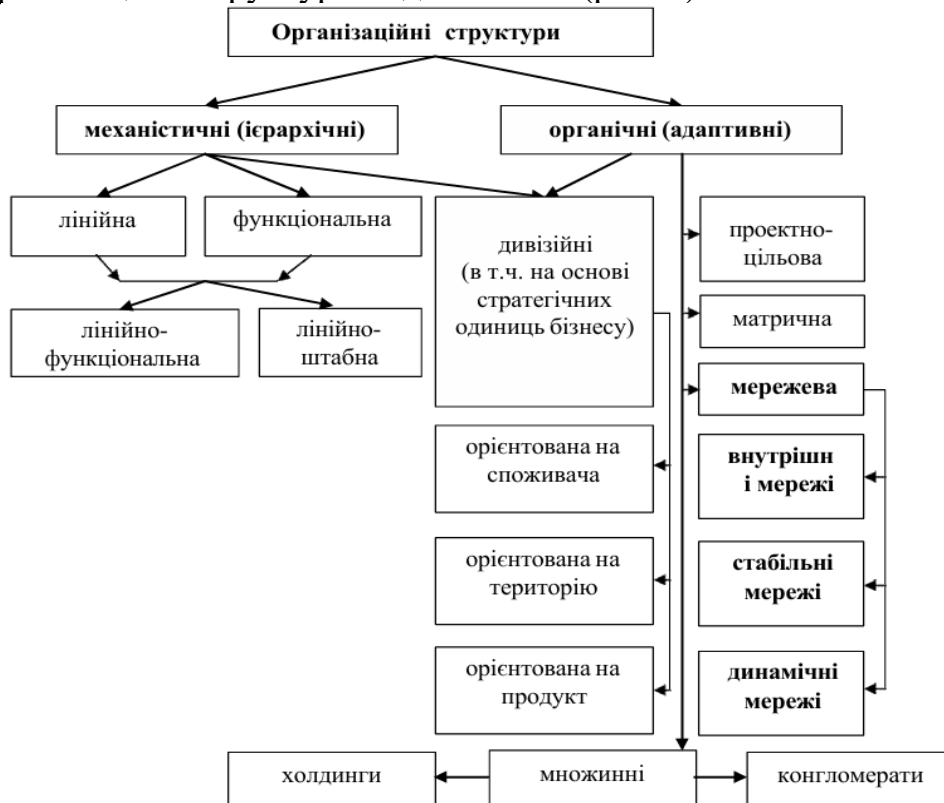 Організаційні структури
механістичні (ієрархічні)
органічні (адаптивні)
лінійна
функціональна
лінійно-
функціональна
лінійно-
штабна
дивізійні
(в т.ч. на основі
стратегічних
одиниць бізнесу)
орієнтована на
споживача
орієнтована на
територію
орієнтована на
продукт
проектно-
цільова
матрична
мережева
внутрішн
і мережі
стабільні
мережі
динамічні
мережі
холдинги
множинні
конгломерати